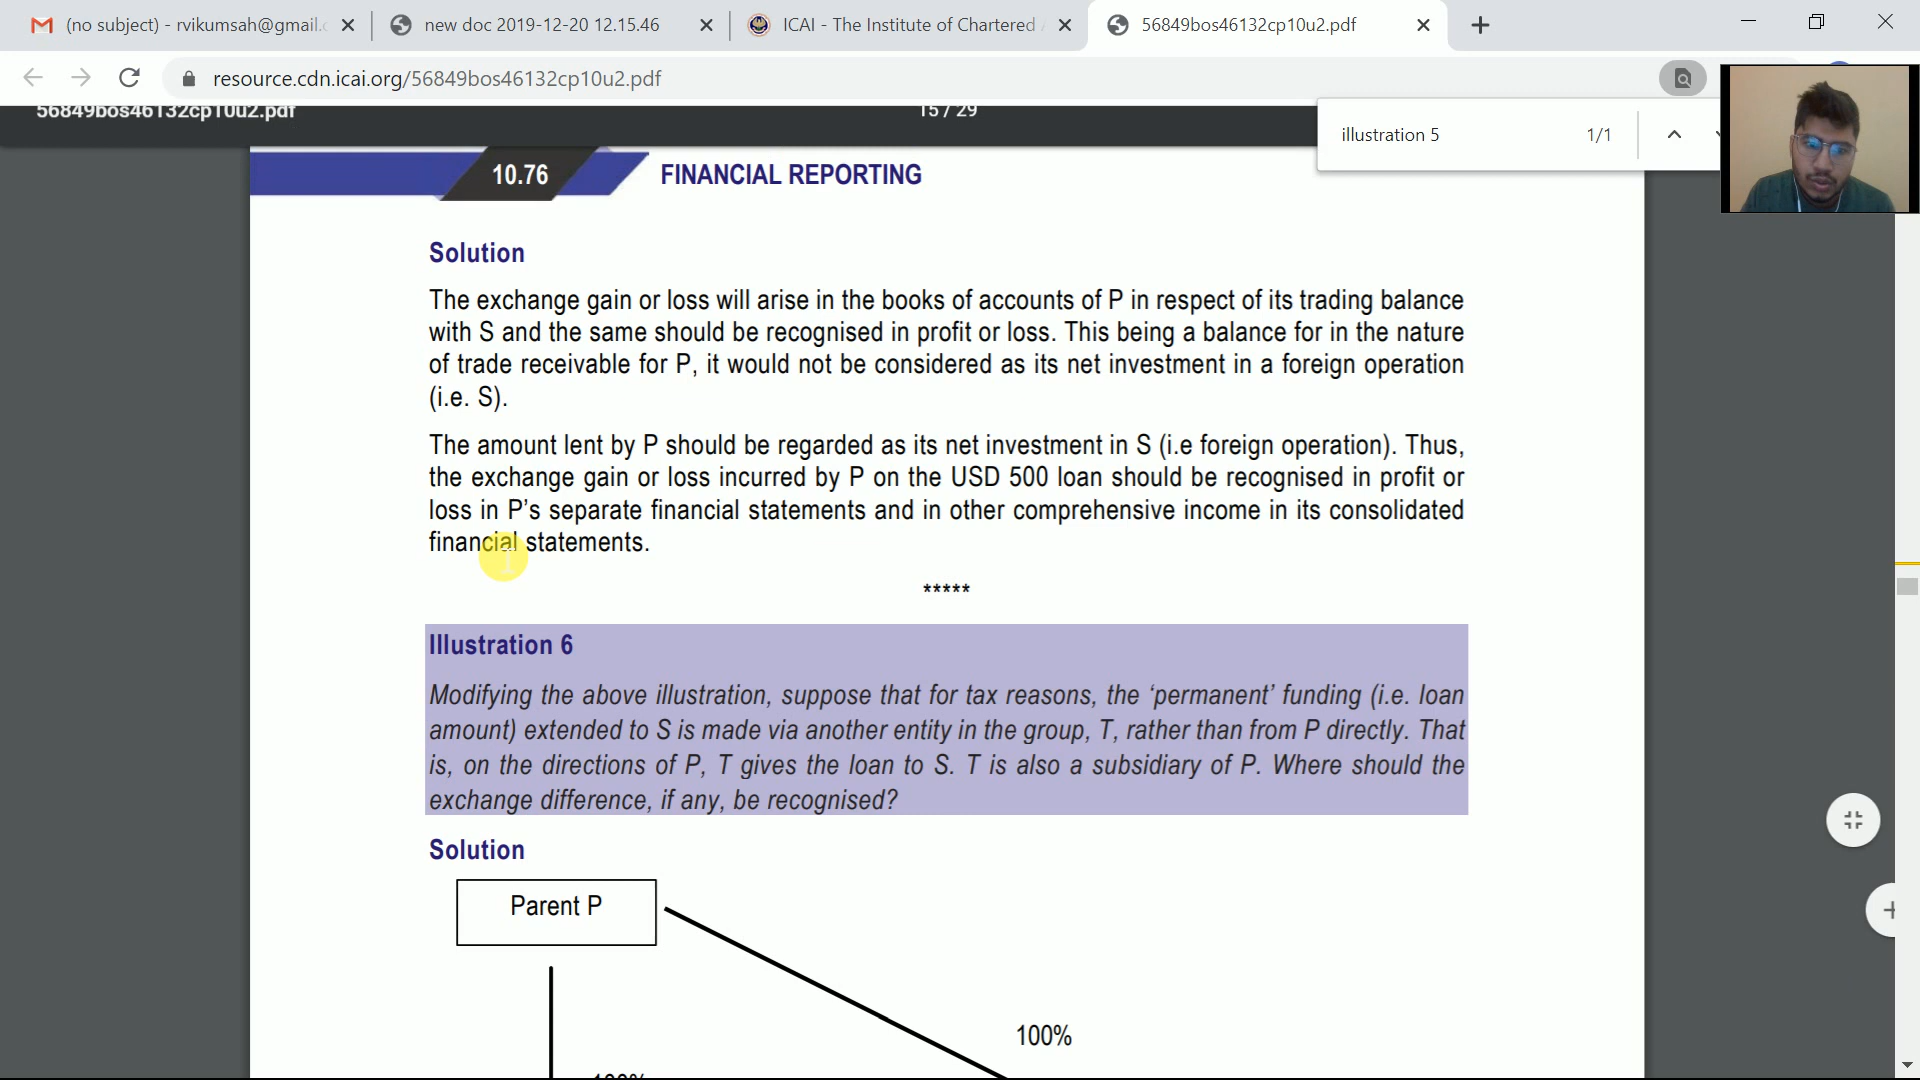 (no subject) - rvikumsah@gmail.c
new doc 2019-12-20 12.15.46
ICAI - The Institute of Chartered A
56849bos46132cp10u2.pdf
resource.cdn.icai.org/56849bos46132cp10u2.pdf
56849bos46132cp10u2.pdf
15 / 29
illustration 5
1/1
10.76
FINANCIAL REPORTING
Solution
The exchange gain or loss will arise in the books of accounts of P in respect of its trading balance
with S and the same should be recognised in profit or loss. This being a balance for in the nature
of trade receivable for P, it would not be considered as its net investment in a foreign operation
(i.e. S).
The amount lent by P should be regarded as its net investment in S (i.e foreign operation). Thus,
the exchange gain or loss incurred by P on the USD 500 loan should be recognised in profit or
loss in P's separate financial statements and in other comprehensive income in its consolidated
financial statements.
*****
Illustration 6
Modifying the above illustration, suppose that for tax reasons, the 'permanent' funding (i.e. loan
amount) extended to S is made via another entity in the group, T, rather than from P directly. That
is, on the directions of P, T gives the loan to S. T is also a subsidiary of P. Where should the
exchange difference, if any, be recognised?
Solution
Parent P
100%
100%